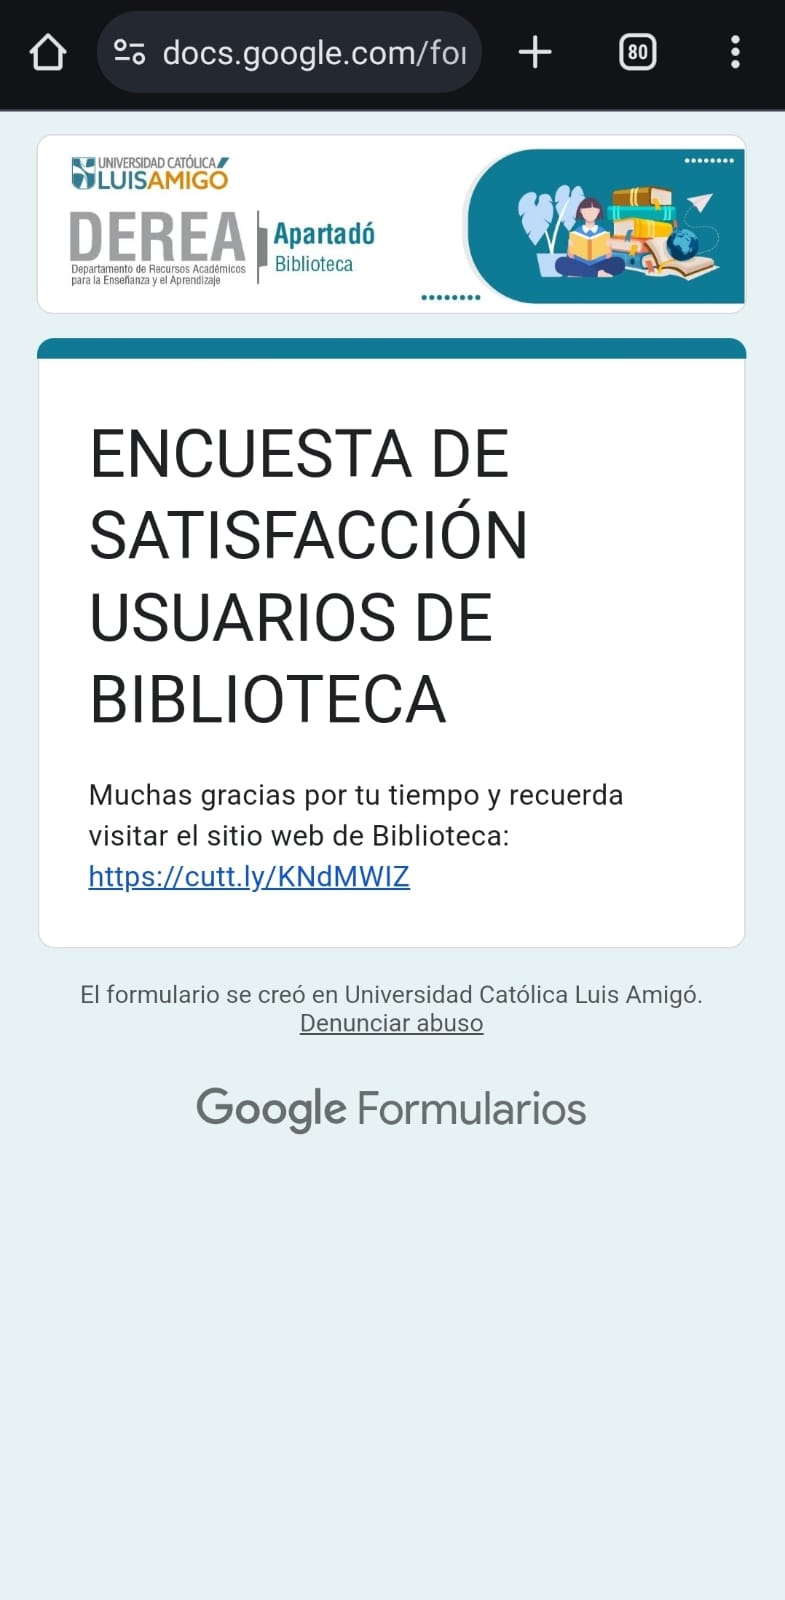 docs.google.com/for
80
UNIVERSIDAD CATÓLICA
LUISAMIGÓ
DEREA
Departamento de Recursos Académicos
para la Enseñanza y el Aprendizaje
Apartadó
Biblioteca
ENCUESTA DE
SATISFACCIÓN
USUARIOS DE
BIBLIOTECA
Muchas gracias por tu tiempo y recuerda
visitar el sitio web de Biblioteca:
https://cutt.ly/KNdMWIZ
El formulario se creó en Universidad Católica Luis Amigó.
Denunciar abuso
Google Formularios